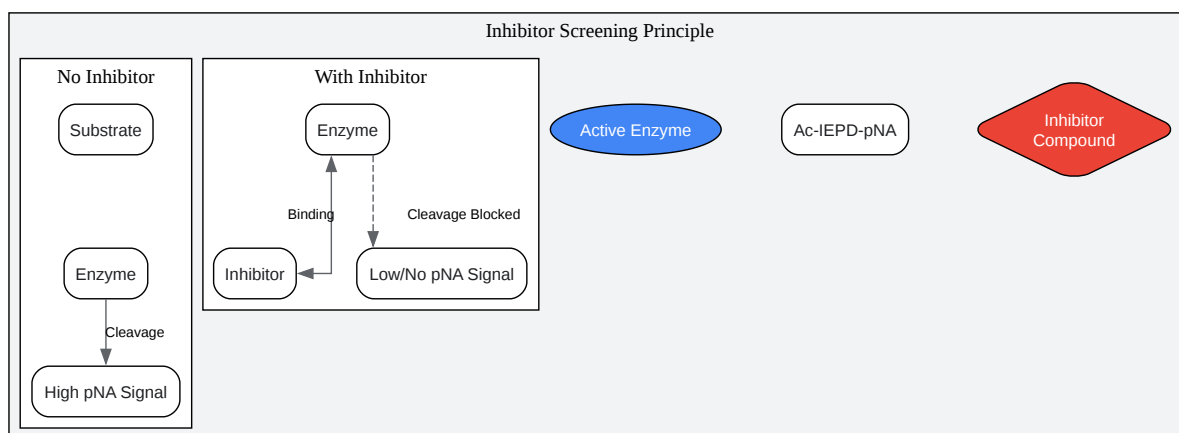 Inhibitor Screening Principle
No Inhibitor
Substrate
Enzyme
Cleavage
High pNA Signal
With Inhibitor
Enzyme
Binding
Cleavage Blocked
Inhibitor
Low/No pNA Signal
Active Enzyme
Ac-IEPD-pNA
Inhibitor
Compound